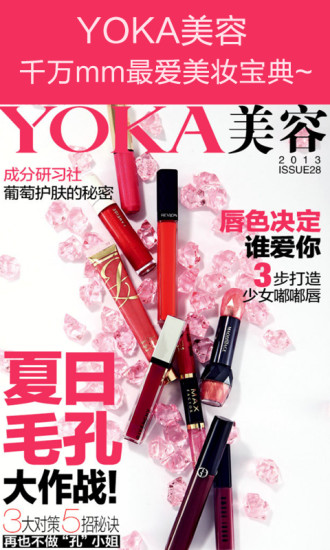 YOKA美容
千万mm最爱美妆宝典~
YOKA美容
2013
ISSUE28
成分研习社
葡萄护肤的秘密
REVLON
唇色决定
谁爱你
3步打造
少女嘟嘟唇
MAX
夏日
毛孔
大作战!
3大对策5招秘诀
再也不做“孔”小姐